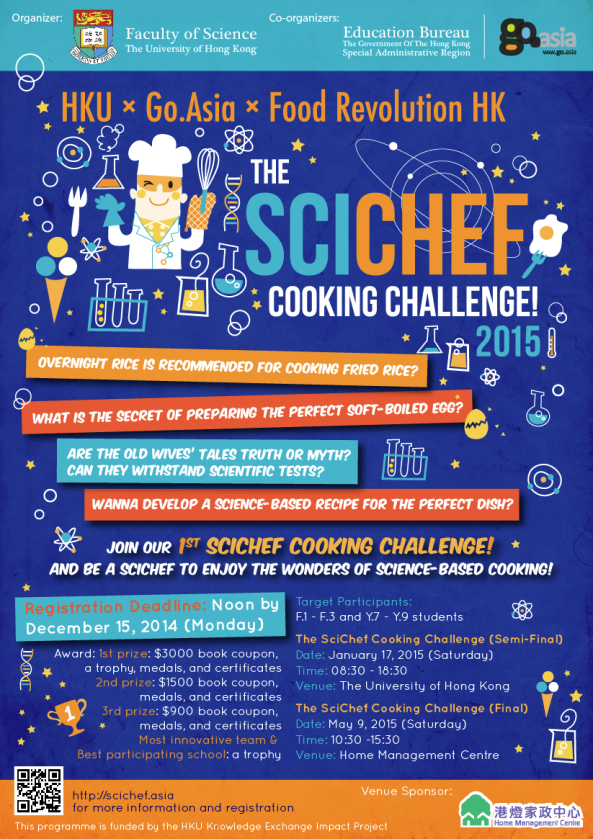 Organizer:
Faculty of Science
The University of Hong Kong
Co-organizers:
Education Bureau
The Government Of The Hong Kong
Special Administrative Region
go.asia
www.go.asia
HKU × Go.Asia × Food Revolution HK
THE
SCICHEF
COOKING CHALLENGE!
2015
OVERNIGHT RICE IS RECOMMENDED FOR COOKING FRIED RICE?
WHAT IS THE SECRET OF PREPARING THE PERFECT SOFT-BOILED EGG?
ARE THE OLD WIVES' TALES TRUTH OR MYTH?
CAN THEY WITHSTAND SCIENTIFIC TESTS?
WANNA DEVELOP A SCIENCE-BASED RECIPE FOR THE PERFECT DISH?
JOIN OUR 1ST SCICHEF COOKING CHALLENGE!
AND BE A SCICHEF TO ENJOY THE WONDERS OF SCIENCE-BASED COOKING!
Registration Deadline: Noon by
December 15, 2014 (Monday)
Award: 1st prize: $3000 book coupon,
a trophy, medals, and certificates
2nd prize: $1500 book coupon,
medals, and certificates
3rd prize: $900 book coupon,
medals, and certificates
Most innovative team &
Best participating school: a trophy
1
Target Participants:
F.1 - F.3 and Y.7 - Y.9 students
The SciChef Cooking Challenge (Semi-Final)
Date: January 17, 2015 (Saturday)
Time: 08:30 - 18:30
Venue: The University of Hong Kong
The SciChef Cooking Challenge (Final)
Date: May 9, 2015 (Saturday)
Time: 10:30 -15:30
Venue: Home Management Centre
http://scichef.asia
for more information and registration
This programme is funded by the HKU Knowledge Exchange Impact Project
Venue Sponsor:
港燈家政中心
Home Management Centre